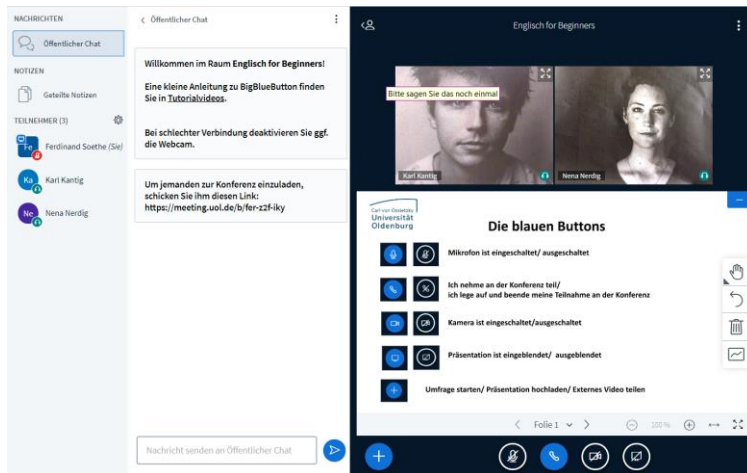 NACHRICHTEN
Öffentlicher Chat
NOTIZEN
Geteilte Notizen
TEILNEHMER (3)
Fe
Ferdinand Soethe (Sie)
Ka
Karl Kantig
Ne
Nena Nerdig
Öffentlicher Chat
Willkommen im Raum Englisch for Beginners!
Eine kleine Anleitung zu BigBlueButton finden
Sie in Tutorialvideos.
Bei schlechter Verbindung deaktivieren Sie ggf.
die Webcam.
Um jemanden zur Konferenz einzuladen,
schicken Sie ihm diesen Link:
https://meeting.uol.de/b/fer-z2f-iky
Nachricht senden an Öffentlicher Chat
Englisch for Beginners
Bitte sagen Sie das noch einmal
Karl Kantig
Nena Nerdig
Carl von Ossietzky
Universität
Oldenburg
Die blauen Buttons
Mikrofon ist eingeschaltet/ ausgeschaltet
Ich nehme an der Konferenz teil/
ich lege auf und beende meine Teilnahme an der Konferenz
Kamera ist eingeschaltet/ausgeschaltet
Präsentation ist eingeblendet/ ausgeblendet
Umfrage starten/ Präsentation hochladen/ Externes Video teilen
Folie 1
100%